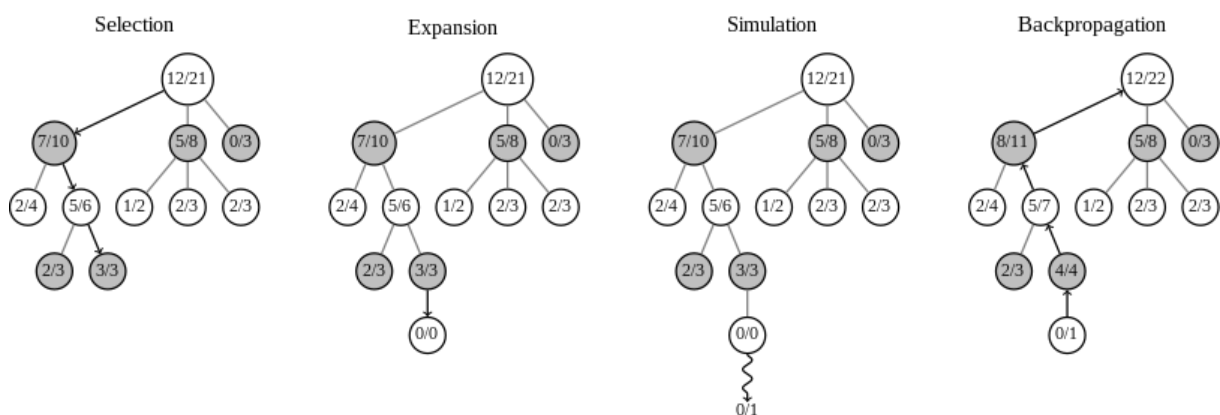 Selection
12/21
7/10 5/8 0/3
2/4 5/6 1/2 2/3 2/3
2/3 3/3
Expansion
12/21
7/10 5/8 0/3
2/4 5/6 1/2 2/3 2/3
2/3 3/3
0/0
Simulation
12/21
7/10 5/8 0/3
2/4 5/6 1/2 2/3 2/3
2/3 3/3
0/0
0/1
Backpropagation
12/22
8/11 5/8 0/3
2/4 5/7 1/2 2/3 2/3
2/3 4/4
0/1